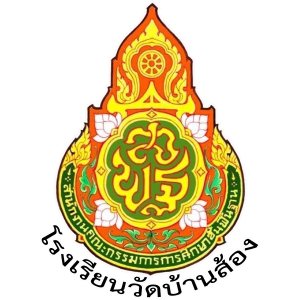 สำนักงานคณะกรรมการการศึกษาขั้นพื้นฐาน
โรงเรียนวัดบ้านส้อง